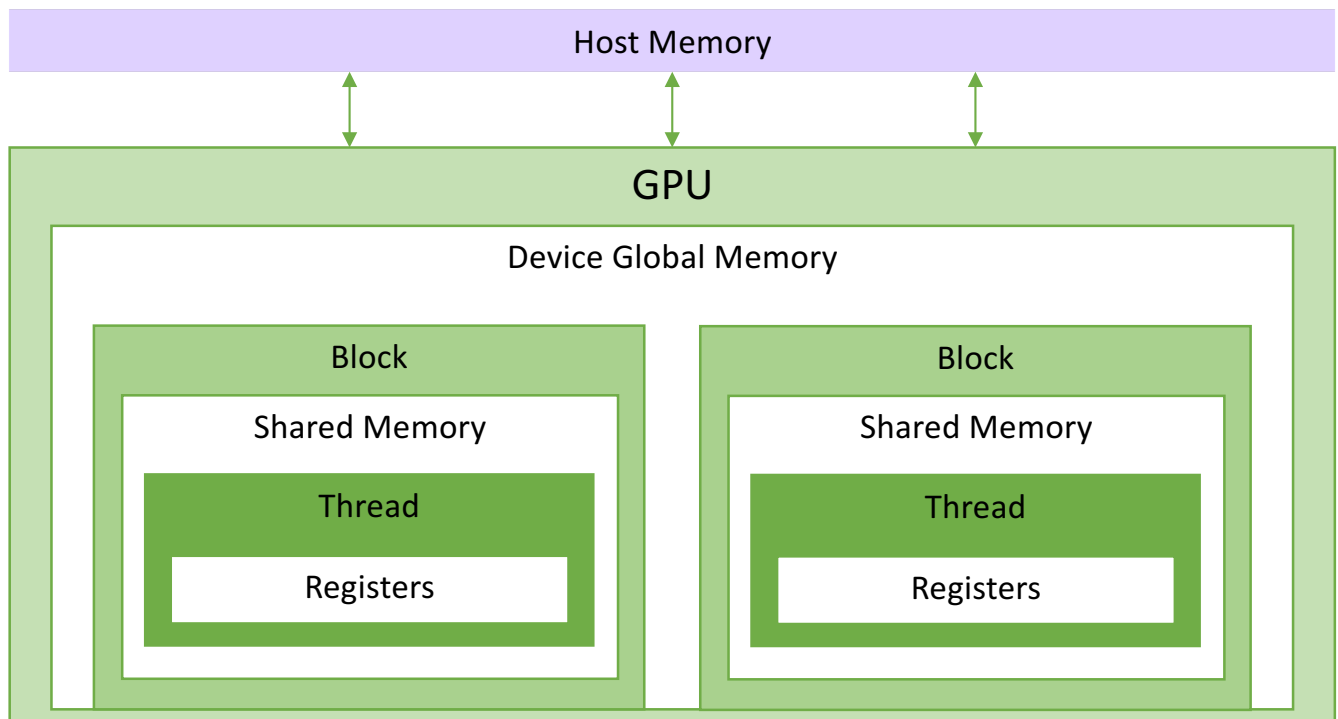 Host Memory
GPU
Device Global Memory
Block
Shared Memory
Thread
Registers
Block
Shared Memory
Thread
Registers